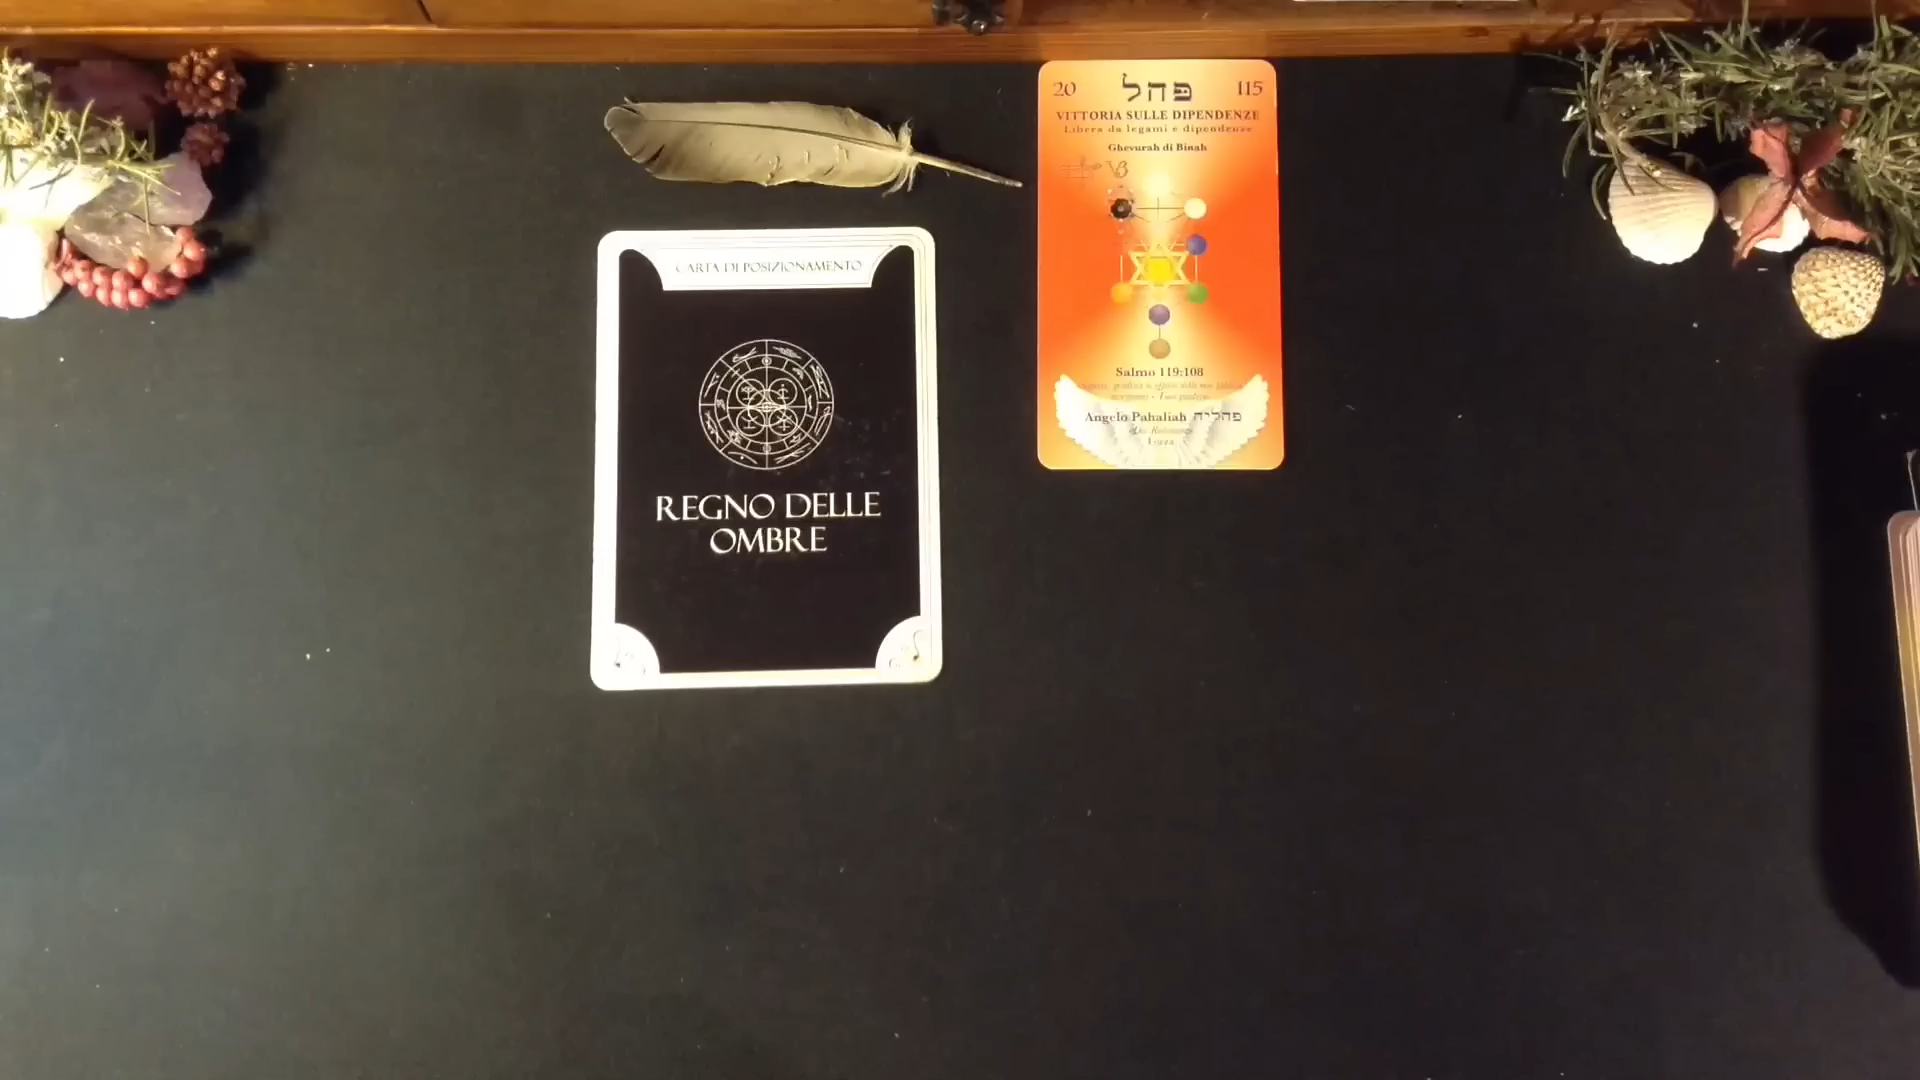 CARTA DI POSIZIONAMENTO
REGNO DELLE
OMBRE
20 פהל 115
VITTORIA SULLE DIPENDENZE
Libera da legami e dipendenze
Ghevurah di Binah
Salmo 119:108
Angelo Pahaliah פהליה